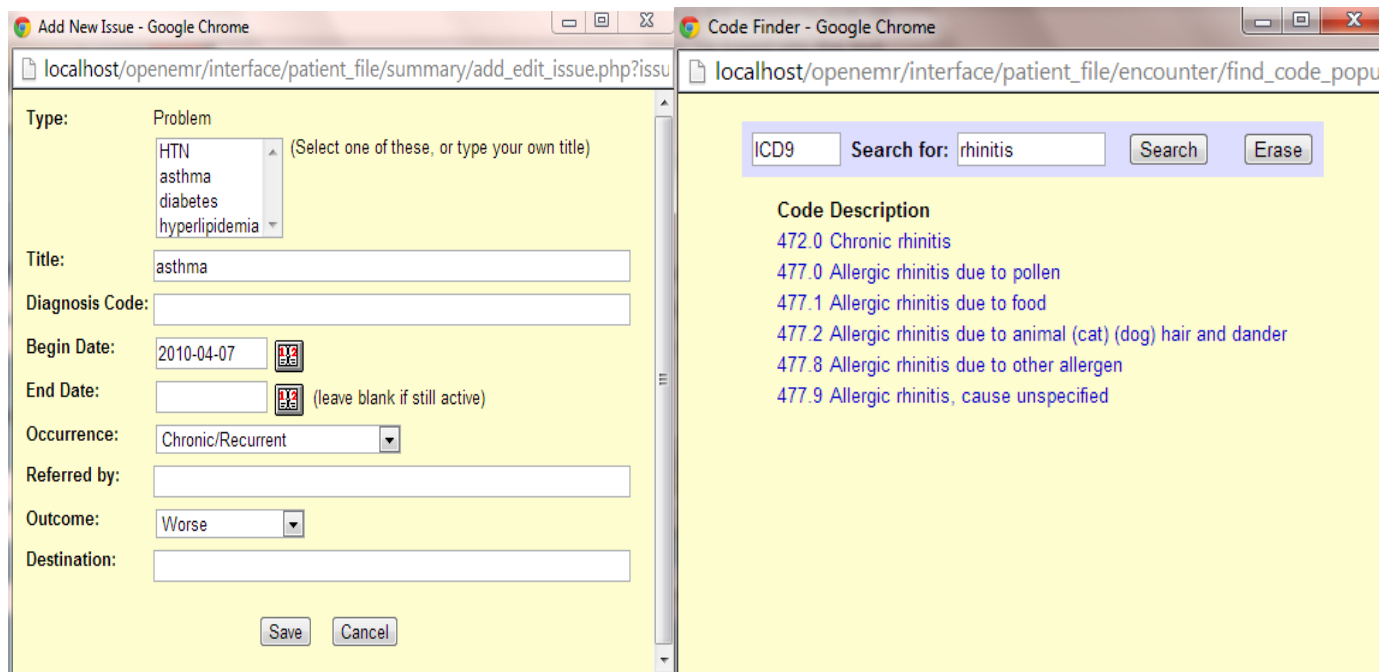 Add New Issue - Google Chrome
localhost/openemr/interface/patient_file/summary/add_edit_issue.php?issu
Type: Problem
HTN
asthma
diabetes
hyperlipidemia
(Select one of these, or type your own title)
Title: asthma
Diagnosis Code:
Begin Date: 2010-04-07
End Date: (leave blank if still active)
Occurrence: Chronic/Recurrent
Referred by:
Outcome: Worse
Destination:
Save Cancel
Code Finder - Google Chrome
localhost/openemr/interface/patient_file/encounter/find_code_popu
ICD9 Search for: rhinitis Search Erase
Code Description
472.0 Chronic rhinitis
477.0 Allergic rhinitis due to pollen
477.1 Allergic rhinitis due to food
477.2 Allergic rhinitis due to animal (cat) (dog) hair and dander
477.8 Allergic rhinitis due to other allergen
477.9 Allergic rhinitis, cause unspecified